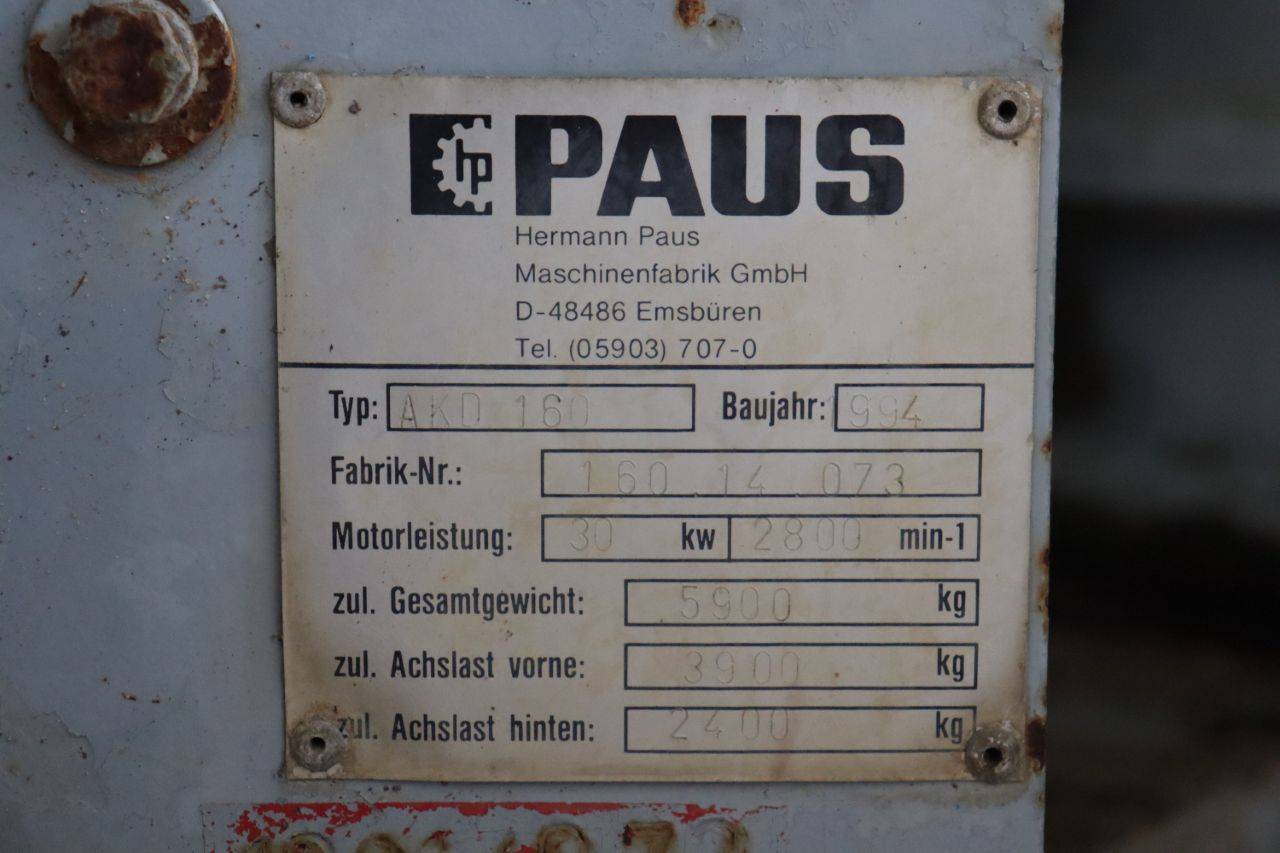 hp PAUS
Hermann Paus
Maschinenfabrik GmbH
D-48486 Emsbüren
Tel. (05903) 707-0
Typ: AKD 160 Baujahr: 1994
Fabrik-Nr.: 160.14.073
Motorleistung: 30 kw 2800 min-1
zul. Gesamtgewicht: 5900 kg
zul. Achslast vorne: 3900 kg
zul. Achslast hinten: 2400 kg